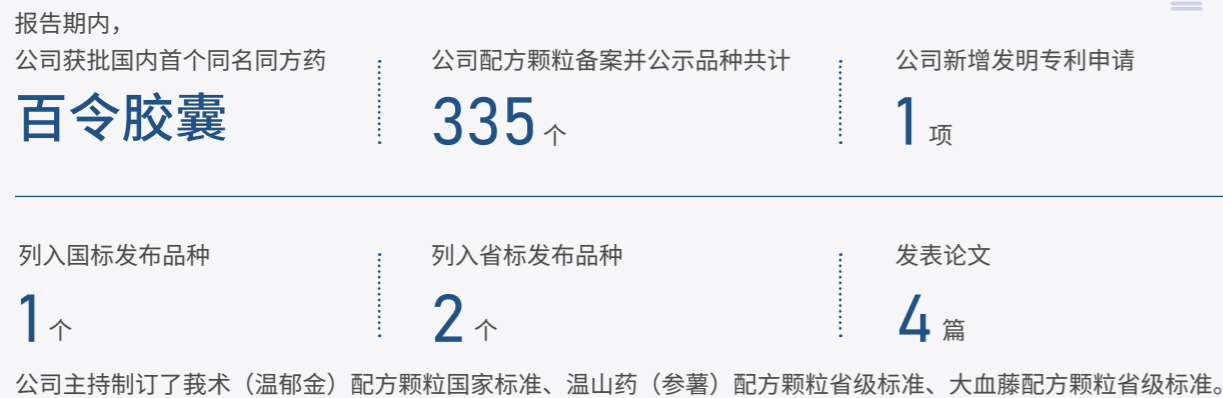 报告期内，
公司获批国内首个同名同方药
百令胶囊
公司配方颗粒备案并公示品种共计
335 个
公司新增发明专利申请
1 项
列入国标发布品种
1 个
列入省标发布品种
2 个
发表论文
4 篇
公司主持制订了莪术（温郁金）配方颗粒国家标准、温山药（参薯）配方颗粒省级标准、大血藤配方颗粒省级标准。